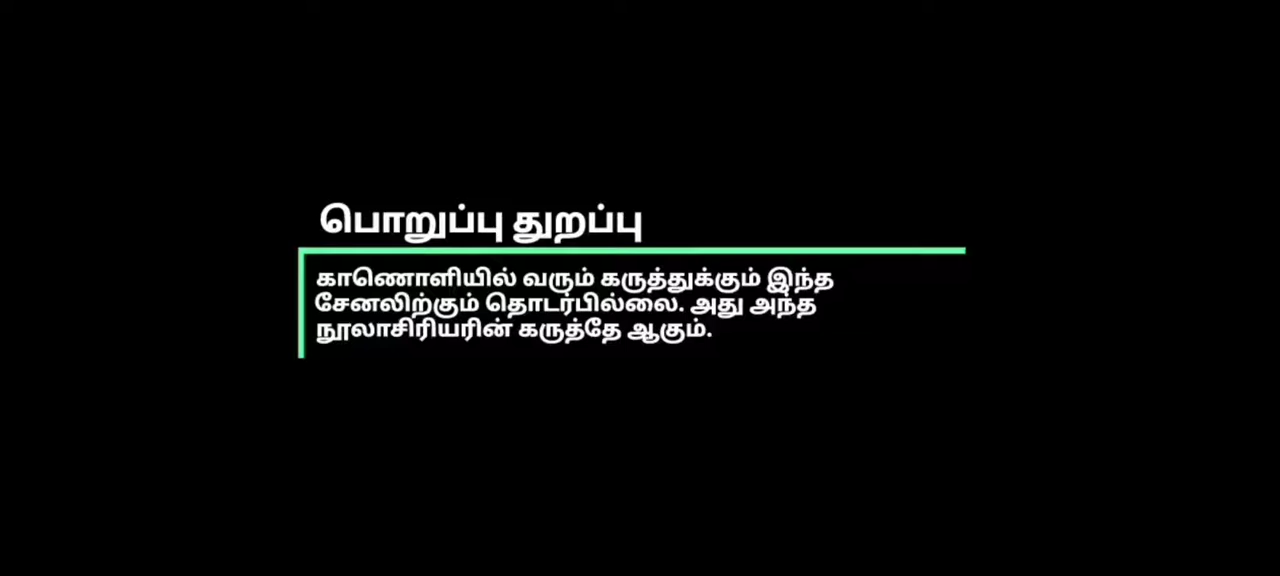 பொறுப்பு துறப்பு
காணொளியில் வரும் கருத்துக்கும் இந்த
சேனலிற்கும் தொடர்பில்லை. அது அந்த
நூலாசிரியரின் கருத்தே ஆகும்.